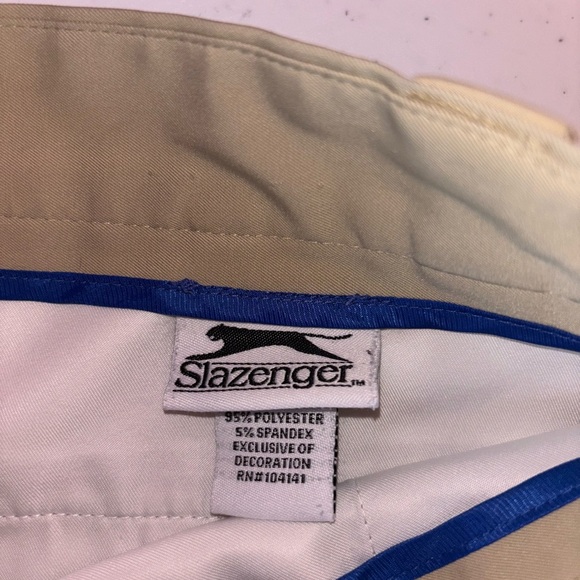 Slazenger™
95% POLYESTER
5% SPANDEX
EXCLUSIVE OF
DECORATION
RN#104141